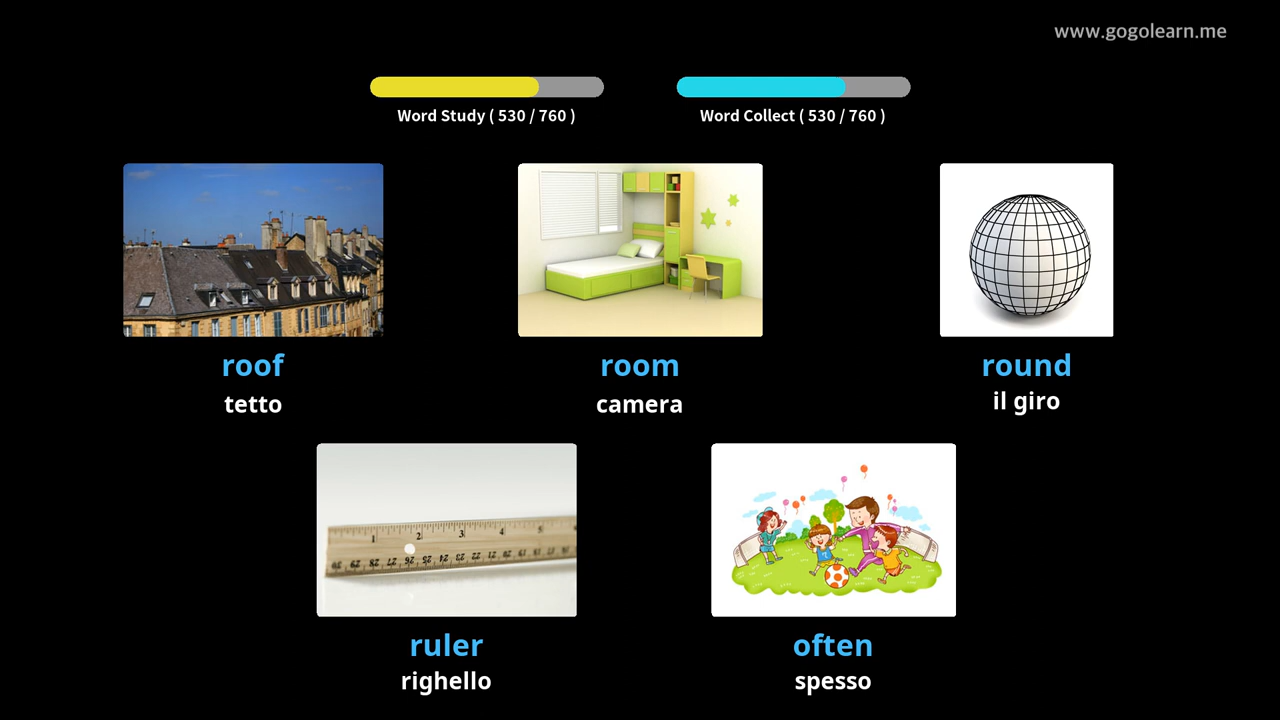 www.gogolearn.me
Word Study ( 530 / 760 )
Word Collect ( 530 / 760 )
roof
tetto
room
camera
round
il giro
ruler
righello
often
spesso